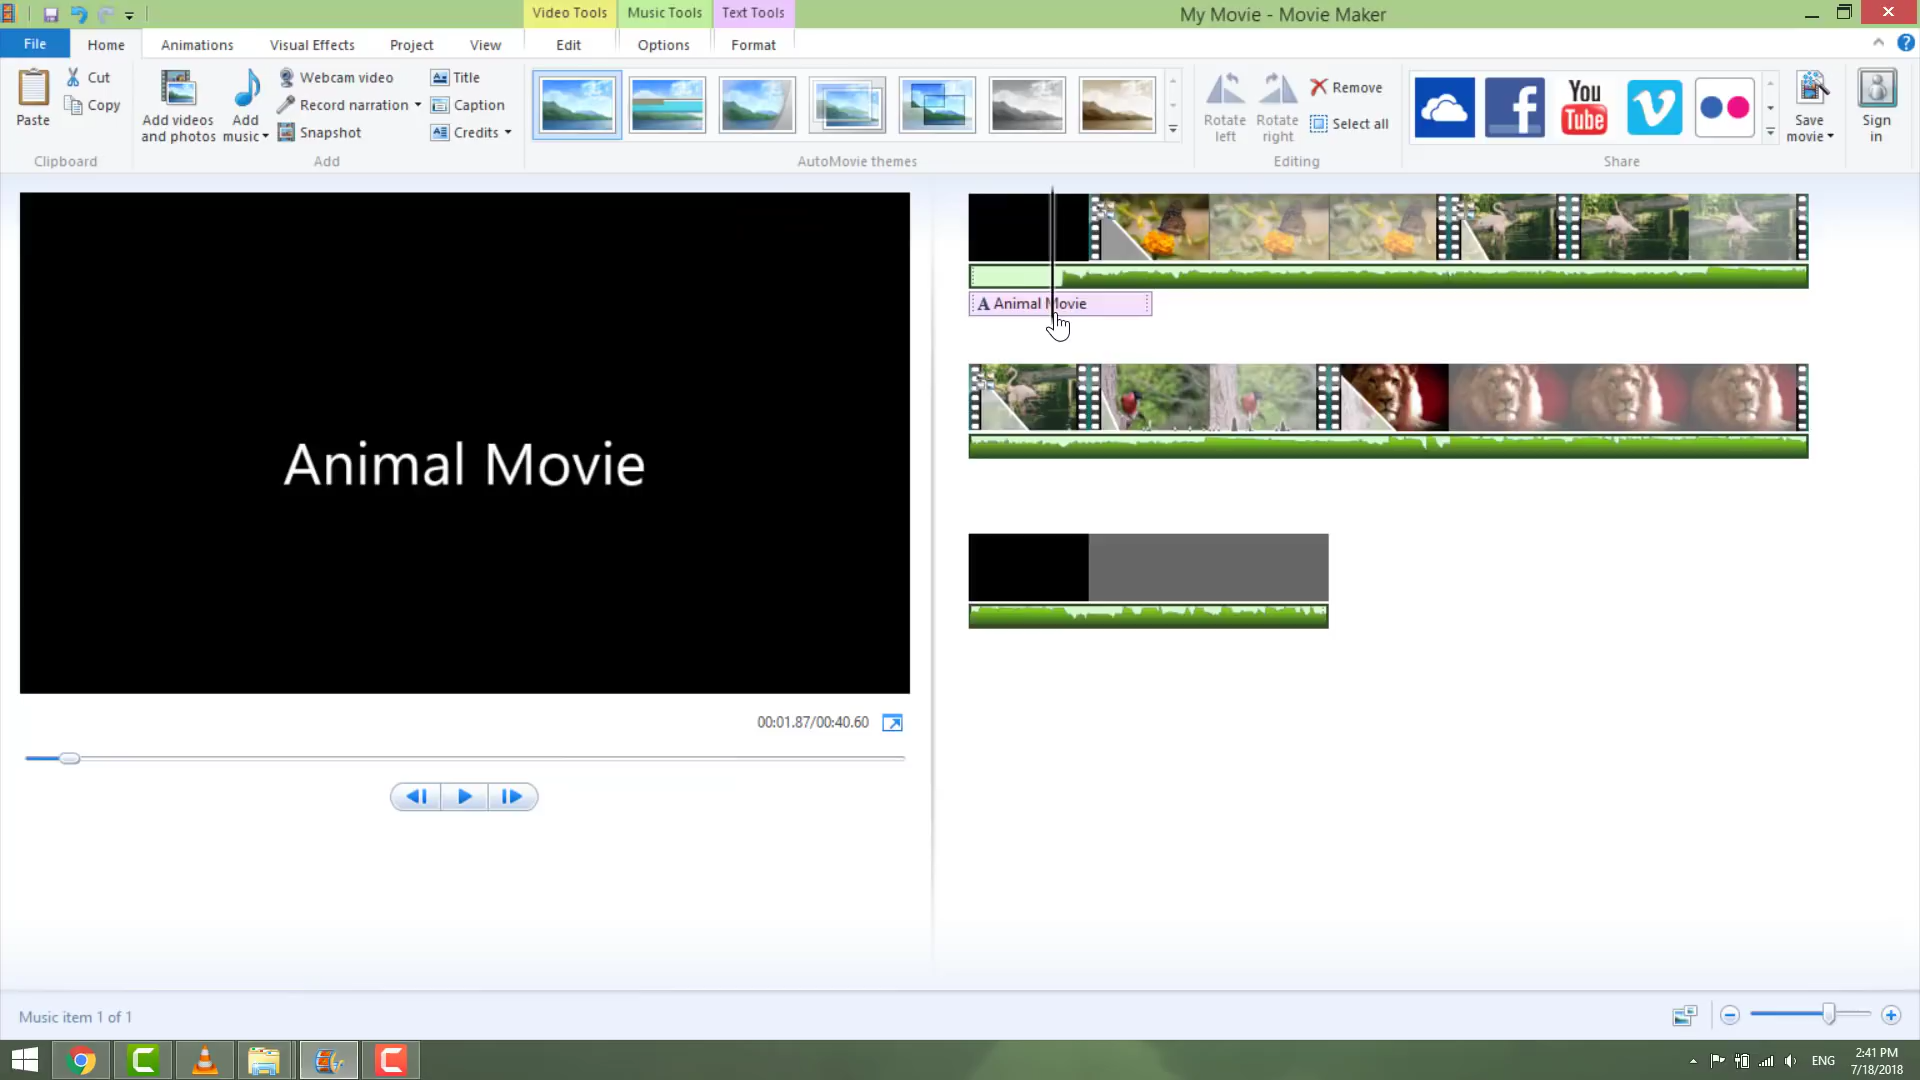 Video Tools Music Tools Text Tools My Movie - Movie Maker
File Home Animations Visual Effects Project View Edit Options Format
Paste
Cut
Copy
Clipboard
Add videos
and photos
Add
music
Webcam video
Record narration
Snapshot
Title
Caption
Credits
Add
AutoMovie themes
Rotate
left
Rotate
right
Remove
Select all
Editing
You
Tube
Share
Save
movie
Sign
in
Animal Movie
A Animal Movie
00:01.87/00:40.60
Music item 1 of 1
ENG
2:41 PM
7/18/2018